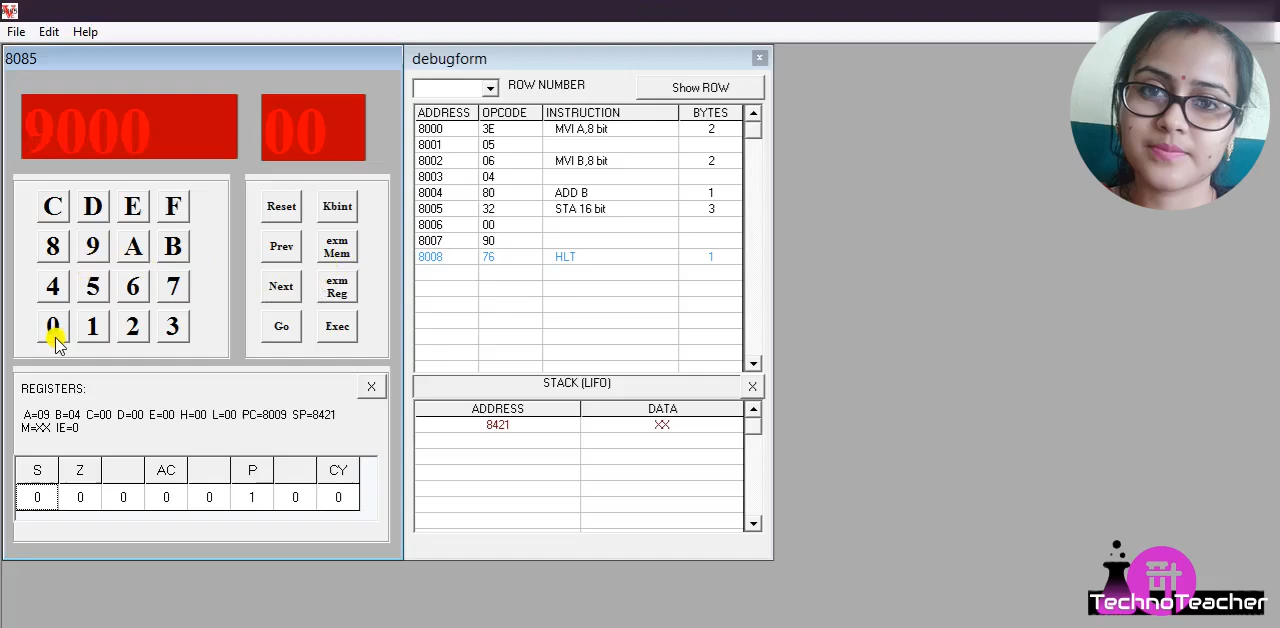 File Edit Help
8085
9000 00
C D E F
8 9 A B
4 5 6 7
0 1 2 3
Reset Kbint
Prev exm Mem
Next exm Reg
Go Exec
REGISTERS: X
B=04 C=00 D=00 E=00 H=00 L=00 PC=8009 SP=8421
M=XX IE=0
S Z AC P CY
0 0 0 0 0 1 0 0
debugform x
ROW NUMBER Show ROW
ADDRESS OPCODE INSTRUCTION BYTES
8000 3E MVI A,8 bit 2
8001 05
8002 06 MVI B,8 bit 2
8003 04
8004 80 ADD B 1
8005 32 STA 16 bit 3
8006 00
8007 90
8008 76 HLT 1
STACK (LIFO) X
ADDRESS DATA
8421 XX
TechnoTeacher